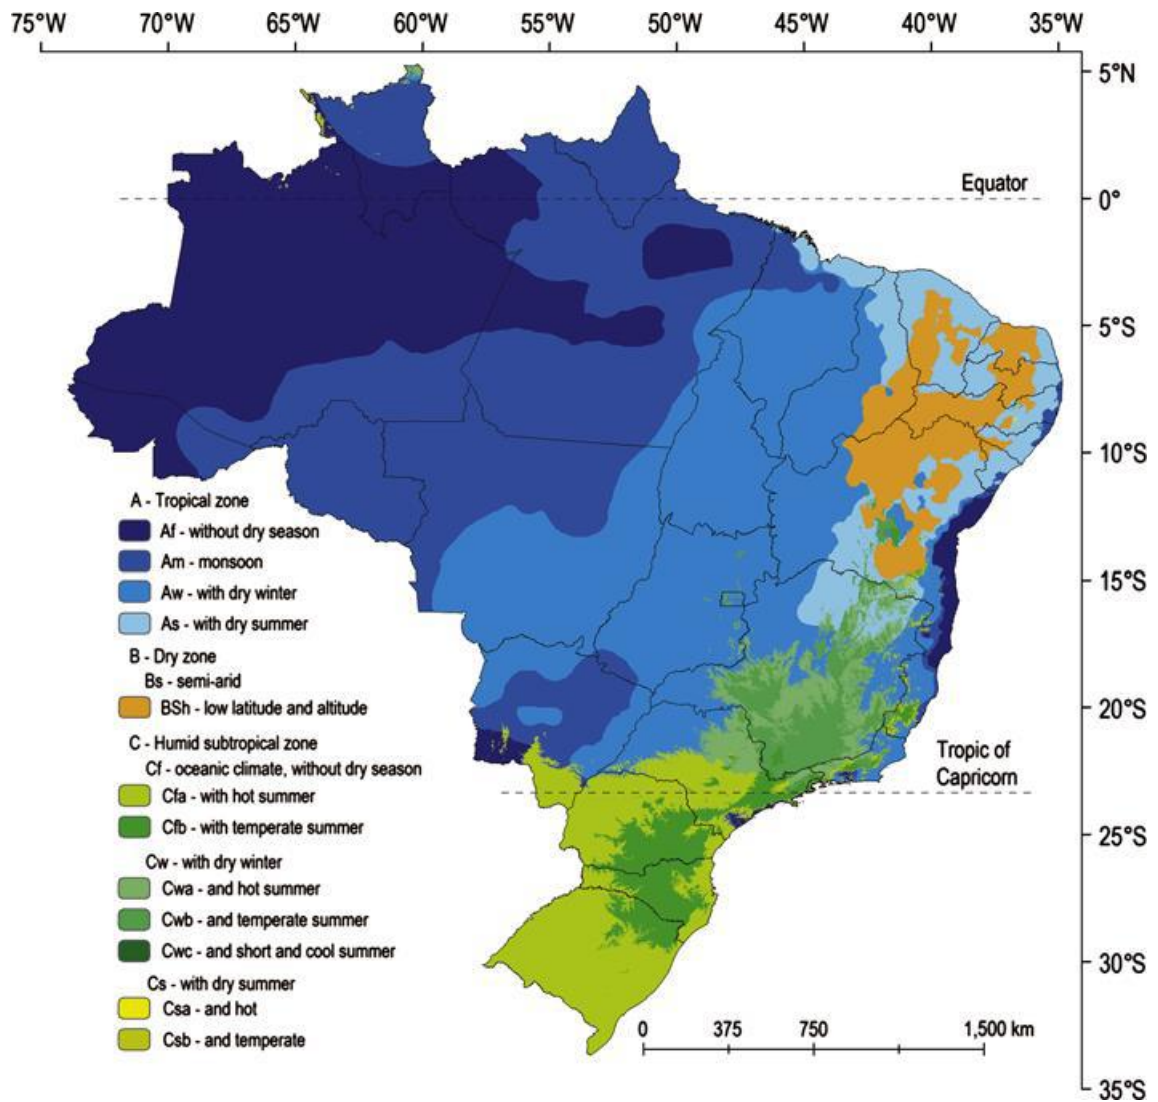 75°W 70°W 65°W 60°W 55°W 50°W 45°W 40°W 35°W
5°N
Equator
0°
5°S
10°S
A - Tropical zone
Af - without dry season
Am - monsoon
Aw - with dry winter
As - with dry summer
15°S
B - Dry zone
Bs - semi-arid
BSh - low latitude and altitude
20°S
C - Humid subtropical zone
Cf - oceanic climate, without dry season
Cfa - with hot summer
Cfb - with temperate summer
Tropic of
Capricorn
25°S
Cw - with dry winter
Cwa - and hot summer
Cwb - and temperate summer
Cwc - and short and cool summer
30°S
Cs - with dry summer
Csa - and hot
Csb - and temperate
0 375 750 1,500 km
35°S